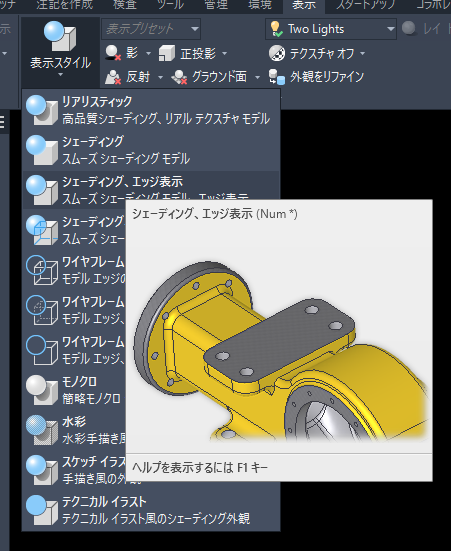 注記を作成 検査 ツール 管理 環境 表示 スタートアップ コラボレ
表示スタイル
表示プリセット
影 正投影
反射 グラウンド面
Two Lights
テクスチャ オフ
外観をリファイン
レイ
リアリスティック
高品質シェーディング、リアル テクスチャ モデル
シェーディング
スムーズ シェーディング モデル
シェーディング、エッジ表示
スムーズ シェーディング モデル、エッジ表示
シェーディング
スムーズ シェー
ワイヤフレーム
モデル エッジの
ワイヤフレーム
モデル エッジ、
ワイヤフレーム
モデル エッジ、
モノクロ
簡略モノクロ
水彩
水彩手描き風
スケッチ イラス
手描き風の外観
テクニカル イラスト
テクニカル イラスト風のシェーディング外観
シェーディング、エッジ表示 (Num *)
ヘルプを表示するには F1 キー